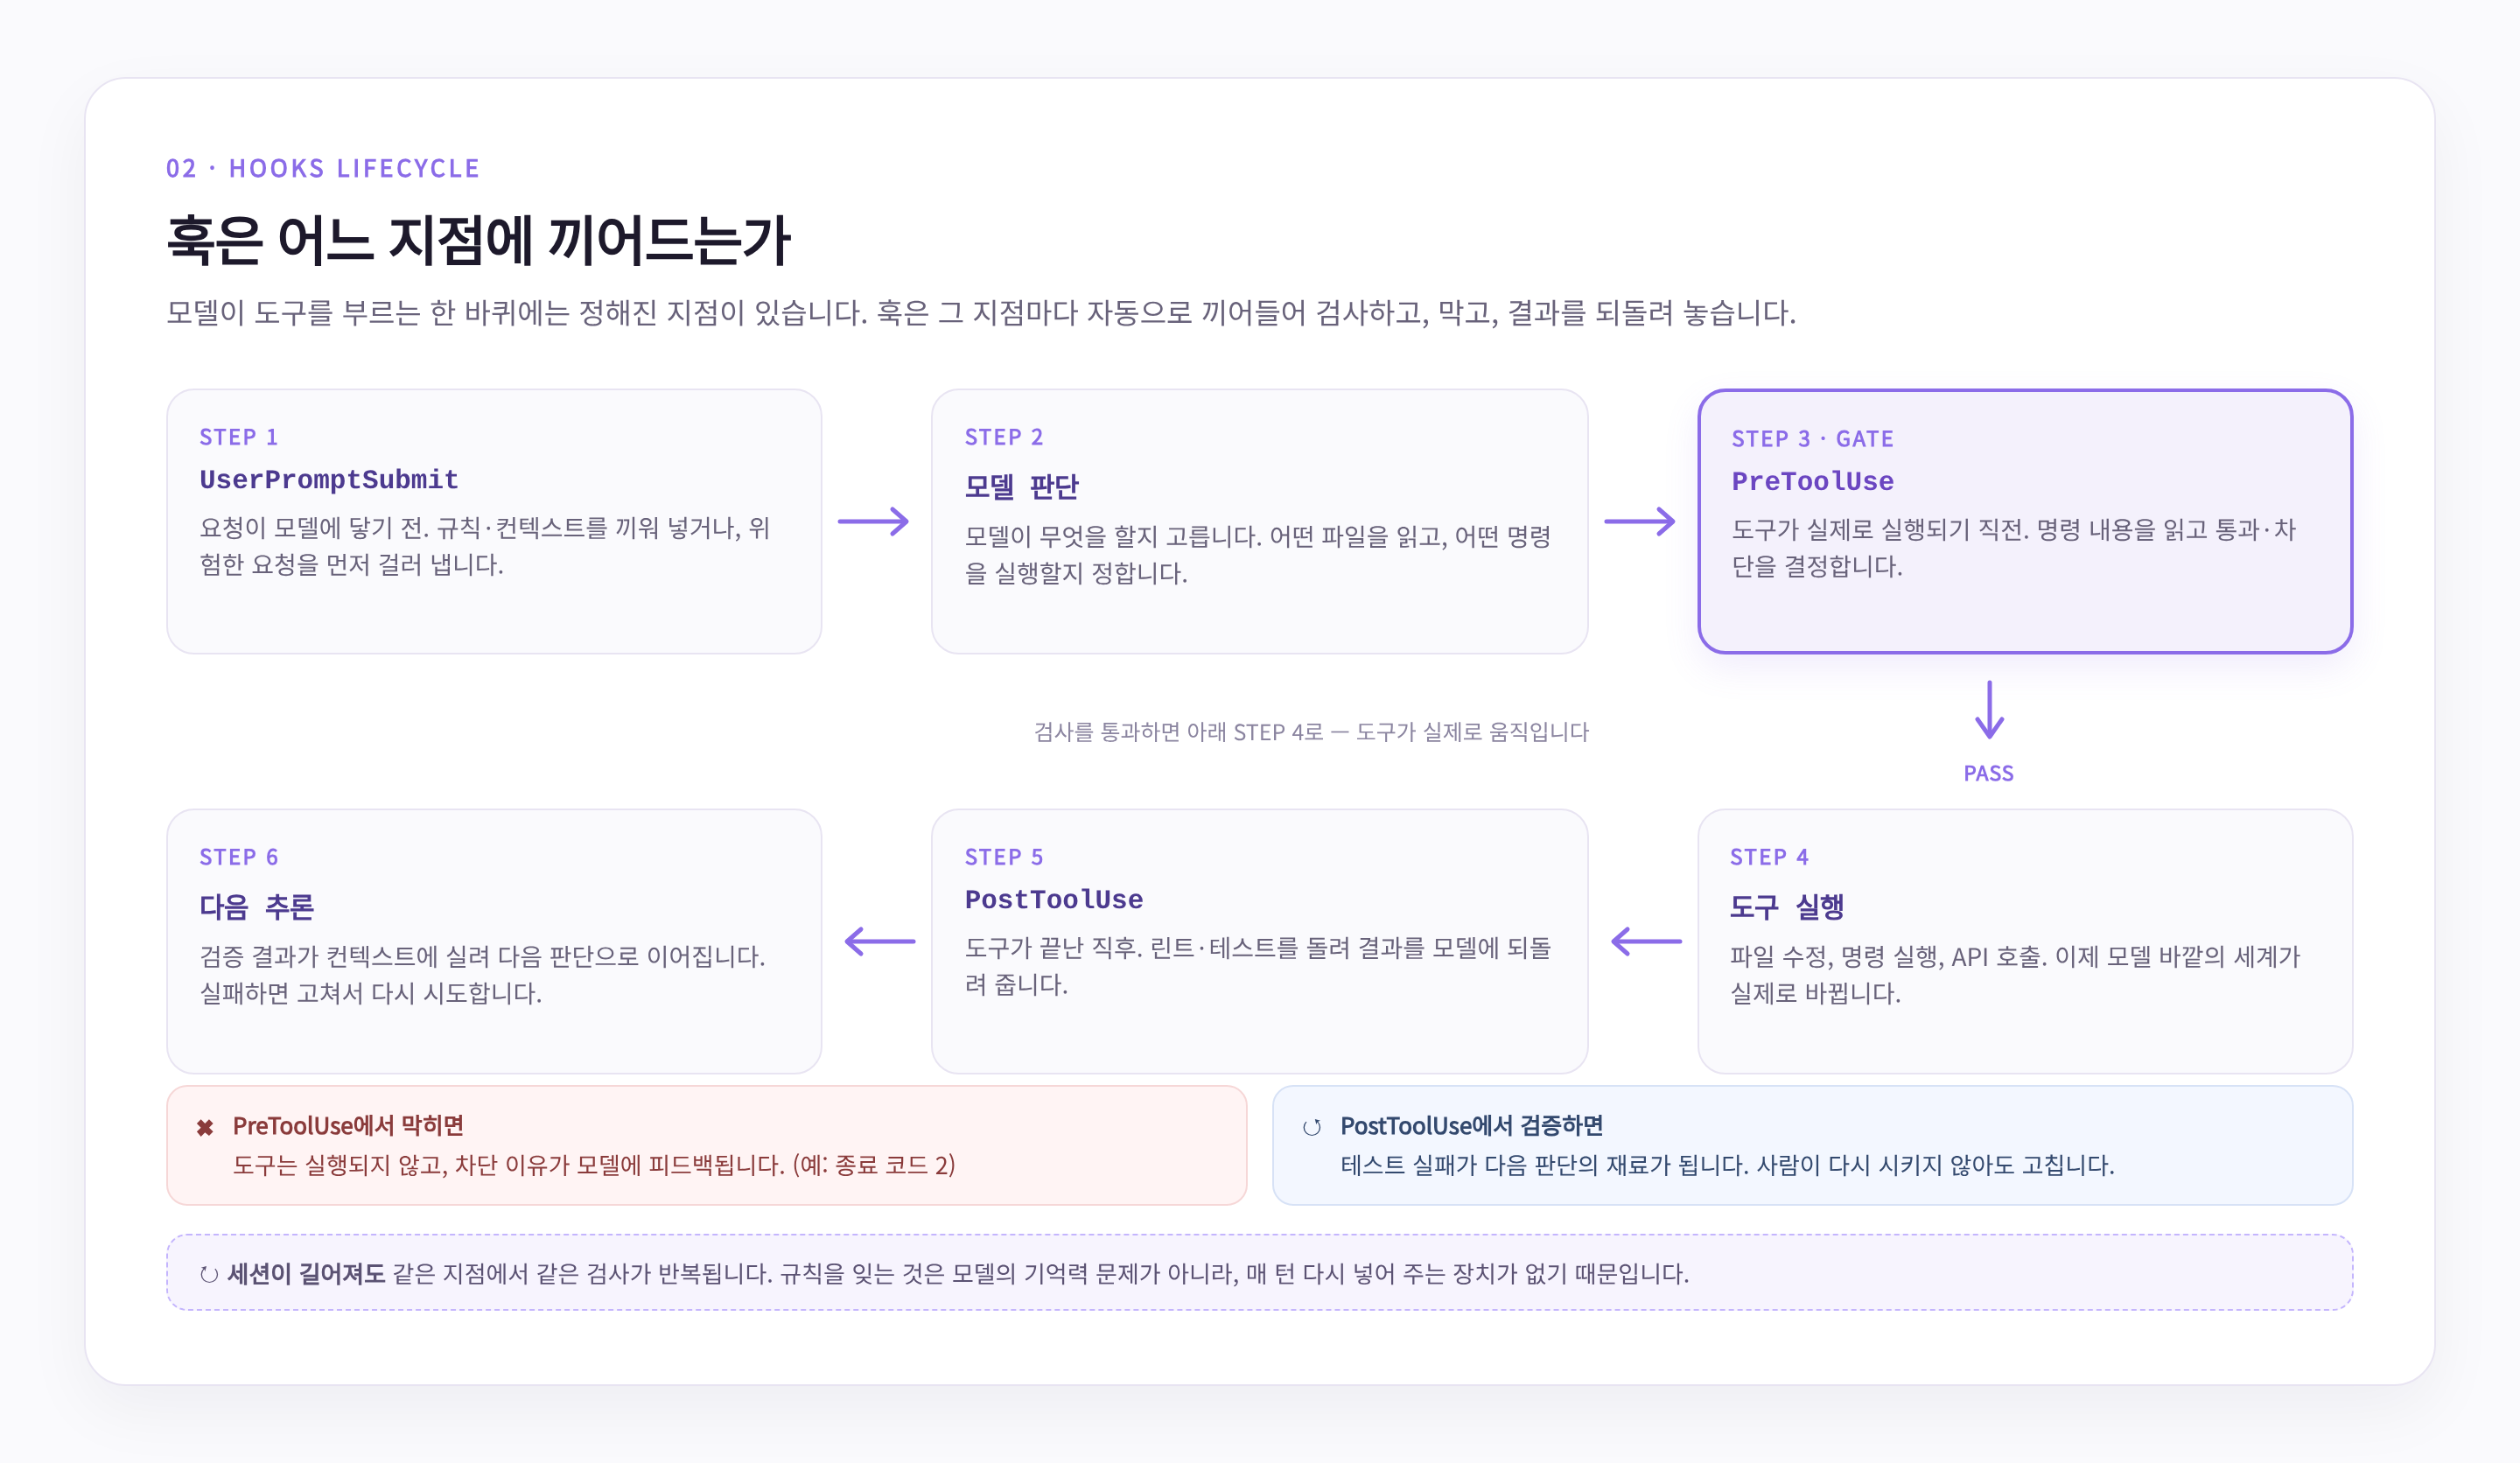 02 · HOOKS LIFECYCLE
훅은 어느 지점에 끼어드는가
모델이 도구를 부르는 한 바퀴에는 정해진 지점이 있습니다. 훅은 그 지점마다 자동으로 끼어들어 검사하고, 막고, 결과를 되돌려 놓습니다.
STEP 1
UserPromptSubmit
요청이 모델에 닿기 전. 규칙·컨텍스트를 끼워 넣거나, 위
험한 요청을 먼저 걸러 냅니다.
STEP 2
모델 판단
모델이 무엇을 할지 고릅니다. 어떤 파일을 읽고, 어떤 명령
을 실행할지 정합니다.
STEP 3 · GATE
PreToolUse
도구가 실제로 실행되기 직전. 명령 내용을 읽고 통과·차
단을 결정합니다.
검사를 통과하면 아래 STEP 4로 — 도구가 실제로 움직입니다
PASS
STEP 4
도구 실행
파일 수정, 명령 실행, API 호출. 이제 모델 바깥의 세계가
실제로 바뀝니다.
STEP 5
PostToolUse
도구가 끝난 직후. 린트·테스트를 돌려 결과를 모델에 되돌
려 줍니다.
STEP 6
다음 추론
검증 결과가 컨텍스트에 실려 다음 판단으로 이어집니다.
실패하면 고쳐서 다시 시도합니다.
✖ PreToolUse에서 막히면
도구는 실행되지 않고, 차단 이유가 모델에 피드백됩니다. (예: 종료 코드 2)
↺ PostToolUse에서 검증하면
테스트 실패가 다음 판단의 재료가 됩니다. 사람이 다시 시키지 않아도 고칩니다.
↻ 세션이 길어져도 같은 지점에서 같은 검사가 반복됩니다. 규칙을 잊는 것은 모델의 기억력 문제가 아니라, 매 턴 다시 넣어 주는 장치가 없기 때문입니다.